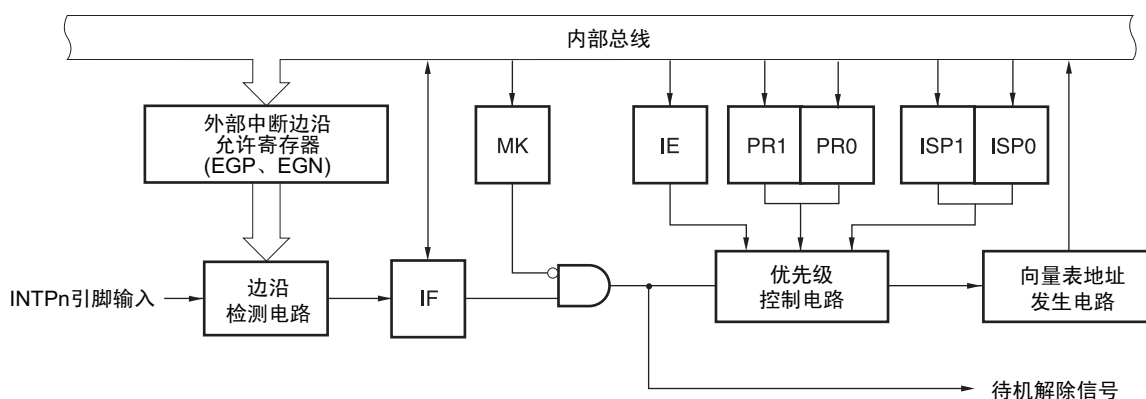 内部总线
外部中断边沿
允许寄存器
(EGP、EGN)
MK
IE
PR1
PR0
ISP1
ISP0
INTPn引脚输入
边沿
检测电路
IF
优先级
控制电路
向量表地址
发生电路
待机解除信号